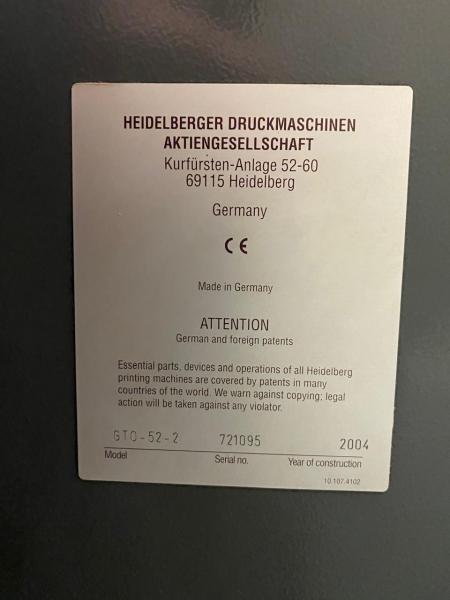 HEIDELBERGER DRUCKMASCHINEN
AKTIENGESELLSCHAFT
Kurfürsten-Anlage 52-60
69115 Heidelberg
Germany
CE
Made in Germany
ATTENTION
German and foreign patents
Essential parts, devices and operations of all Heidelberg
printing machines are covered by patents in many
countries of the world. We warn against copying; legal
action will be taken against any violator.
GTO-52-2 721095 2004
Model Serial no. Year of construction
10.107.4102